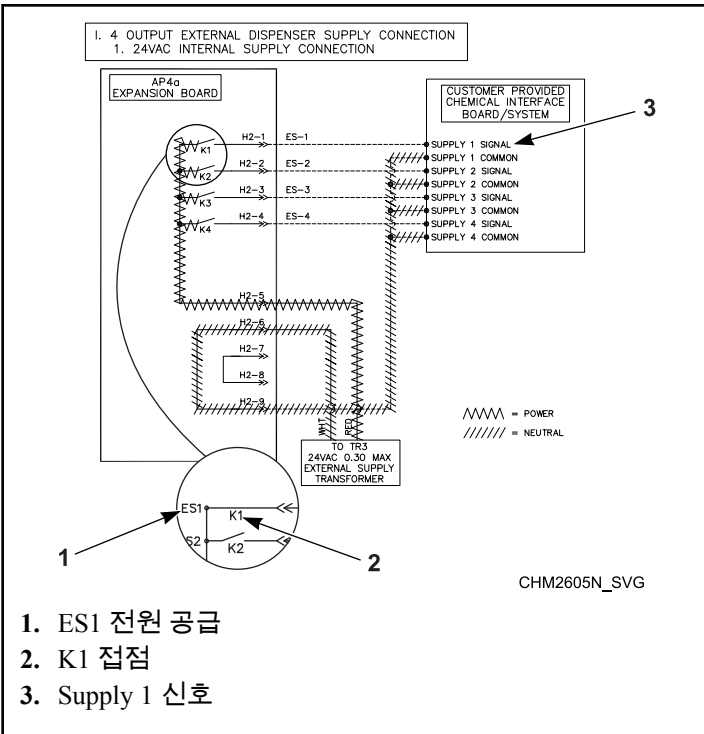 I. 4 OUTPUT EXTERNAL DISPENSER SUPPLY CONNECTION
1. 24VAC INTERNAL SUPPLY CONNECTION
AP4a
EXPANSION BOARD
CUSTOMER PROVIDED
CHEMICAL INTERFACE
BOARD/SYSTEM
3
K1
H2-1 ES-1
SUPPLY 1 SIGNAL
SUPPLY 1 COMMON
K2
H2-2 ES-2
SUPPLY 2 SIGNAL
SUPPLY 2 COMMON
K3
H2-3 ES-3
SUPPLY 3 SIGNAL
SUPPLY 3 COMMON
K4
H2-4 ES-4
SUPPLY 4 SIGNAL
SUPPLY 4 COMMON
H2-5
H2-6
H2-7
H2-8
H2-9
WHT
RED
= POWER
= NEUTRAL
TO TR3
24VAC 0.30 MAX
EXTERNAL SUPPLY
TRANSFORMER
ES1
K1
S2
K2
1
2
CHM2605N_SVG
1. ES1 전원 공급
2. K1 접점
3. Supply 1 신호